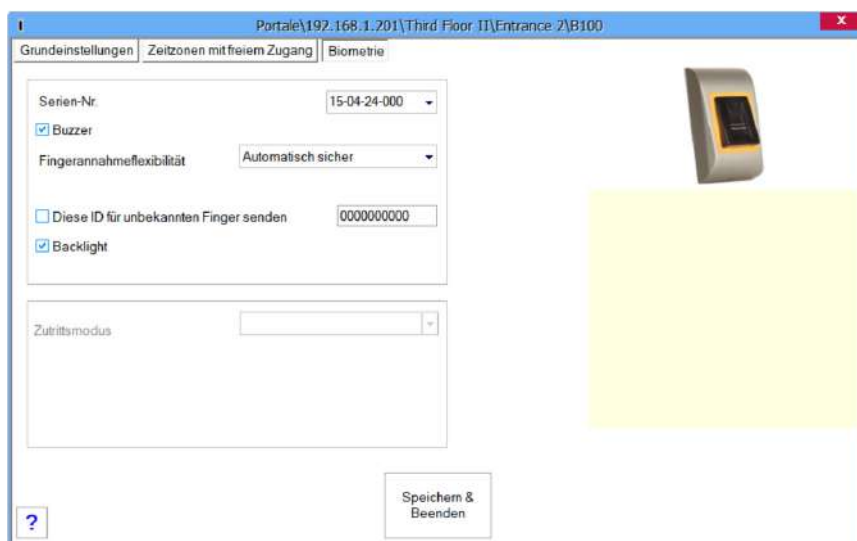 Portale\192.168.1.201\Third Floor II\Entrance 2\B100
X
Grundeinstellungen
Zeitzonen mit freiem Zugang
Biometrie
Serien-Nr.
15-04-24-000
Buzzer
Fingerannahmeflexibilität
Automatisch sicher
Diese ID für unbekannten Finger senden
0000000000
Backlight
Zutrittsmodus
Speichern &
Beenden
?